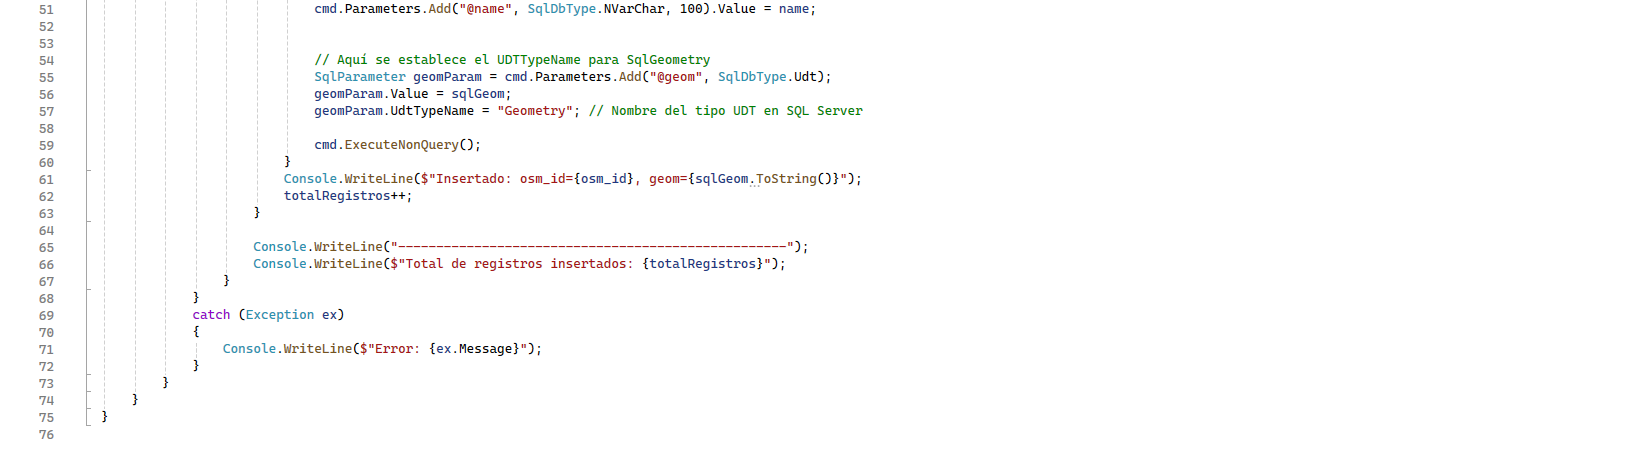 51 cmd.Parameters.Add("@name", SqlDbType.NVarChar, 100).Value = name;
52
53
54 // Aquí se establece el UDTTypeName para SqlGeometry
55 SqlParameter geomParam = cmd.Parameters.Add("@geom", SqlDbType.Udt);
56 geomParam.Value = sqlGeom;
57 geomParam.UdtTypeName = "Geometry"; // Nombre del tipo UDT en SQL Server
58
59 cmd.ExecuteNonQuery();
60 }
61 Console.WriteLine($"Insertado: osm_id={osm_id}, geom={sqlGeom.ToString()}");
62 totalRegistros++;
63 }
64
65 Console.WriteLine("---------------------------------------------------");
66 Console.WriteLine($"Total de registros insertados: {totalRegistros}");
67 }
68 }
69 catch (Exception ex)
70 {
71 Console.WriteLine($"Error: {ex.Message}");
72 }
73 }
74 }
75 }
76